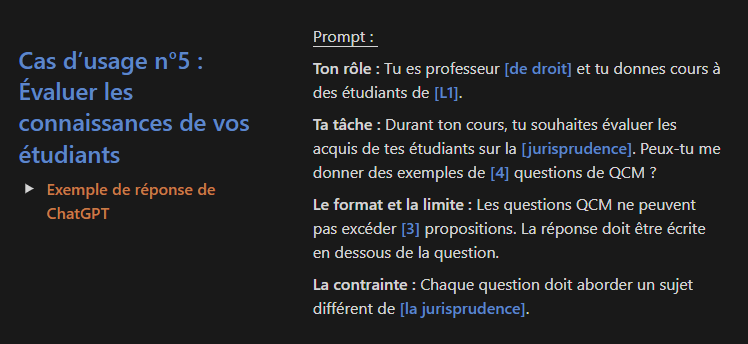 Cas d’usage n°5 :
Évaluer les
connaissances de vos
étudiants
Exemple de réponse de
ChatGPT
Prompt :
Ton rôle : Tu es professeur [de droit] et tu donnes cours à
des étudiants de [L1].
Ta tâche : Durant ton cours, tu souhaites évaluer les
acquis de tes étudiants sur la [jurisprudence]. Peux-tu me
donner des exemples de [4] questions de QCM ?
Le format et la limite : Les questions QCM ne peuvent
pas excéder [3] propositions. La réponse doit être écrite
en dessous de la question.
La contrainte : Chaque question doit aborder un sujet
différent de [la jurisprudence].